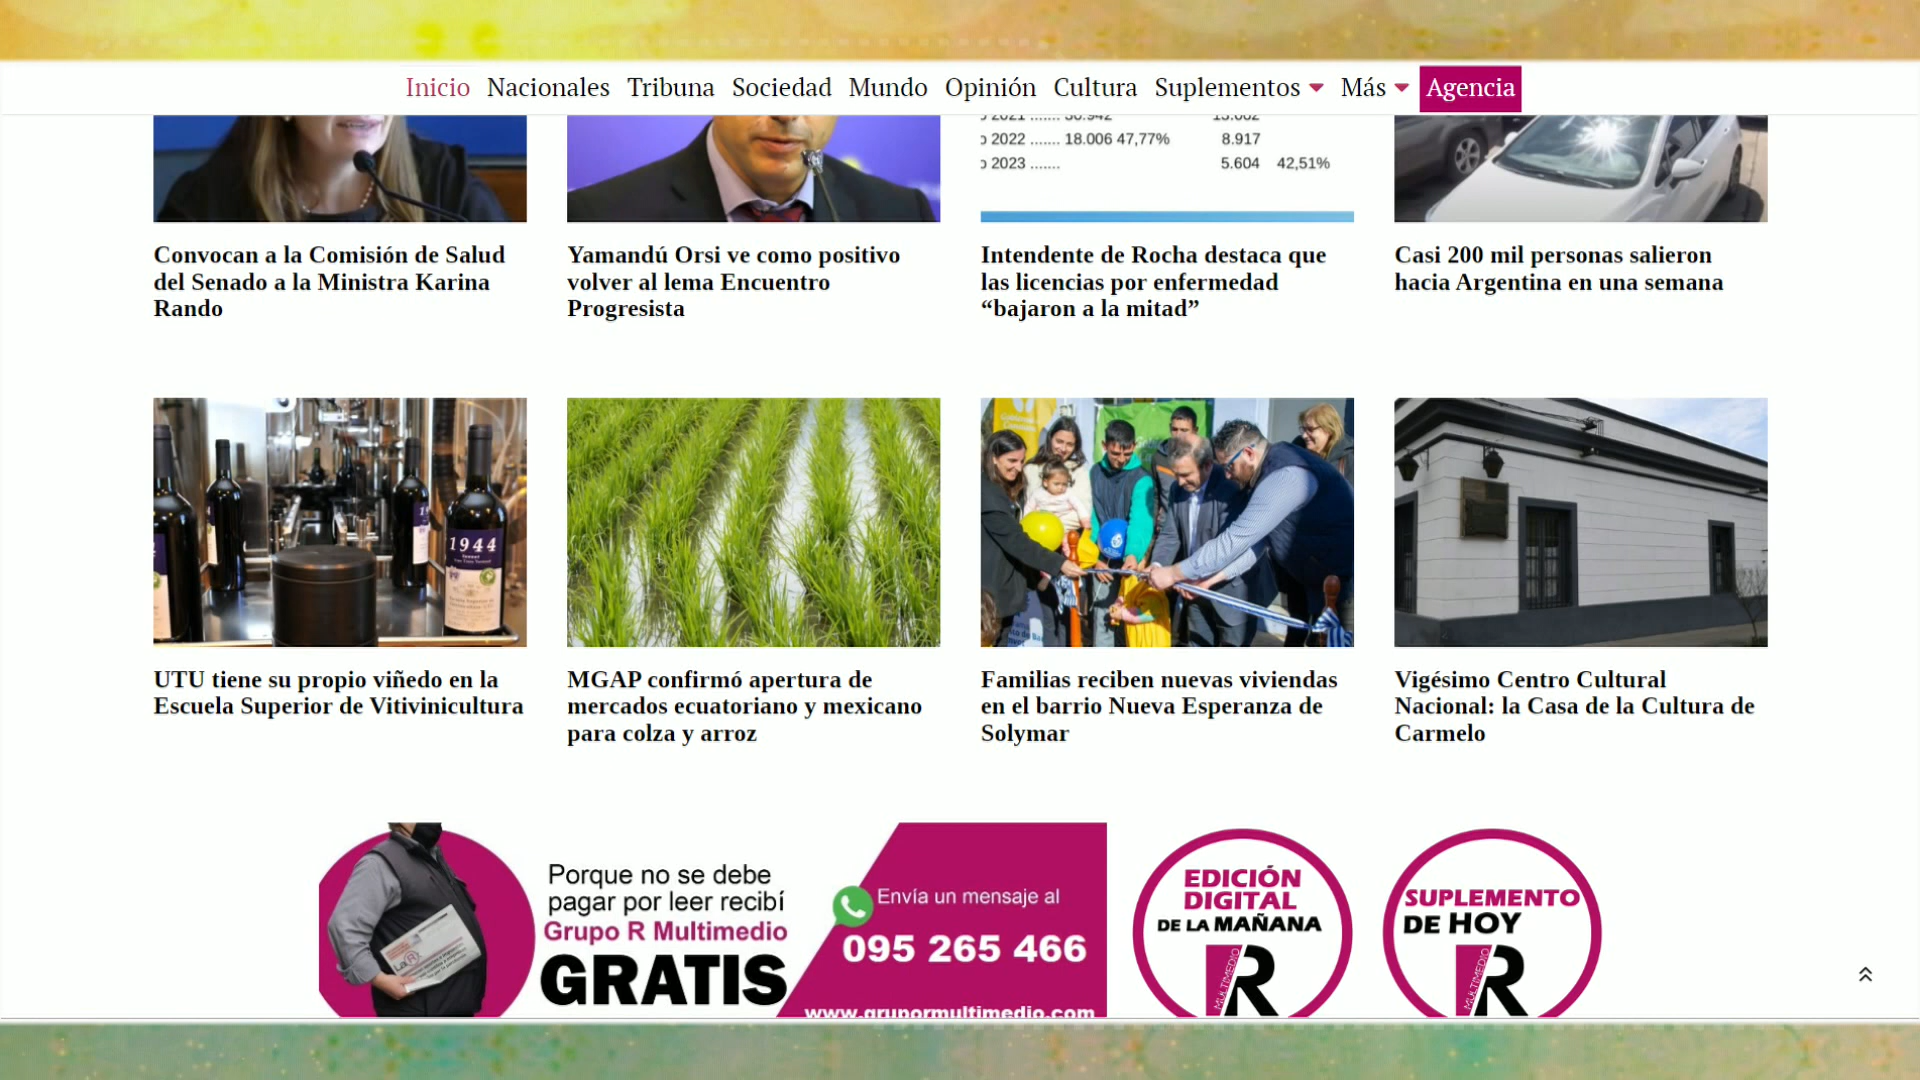 Inicio Nacionales Tribuna Sociedad Mundo Opinión Cultura Suplementos Más Agencia
o 2022 ....... 18.006 47,77% 8.917
o 2023 ....... 5.604 42,51%
Convocan a la Comisión de Salud
del Senado a la Ministra Karina
Rando
Yamandú Orsi ve como positivo
volver al lema Encuentro
Progresista
Intendente de Rocha destaca que
las licencias por enfermedad
“bajaron a la mitad”
Casi 200 mil personas salieron
hacia Argentina en una semana
1944
UTU tiene su propio viñedo en la
Escuela Superior de Vitivinicultura
MGAP confirmó apertura de
mercados ecuatoriano y mexicano
para colza y arroz
Familias reciben nuevas viviendas
en el barrio Nueva Esperanza de
Solymar
Vigésimo Centro Cultural
Nacional: la Casa de la Cultura de
Carmelo
Porque no se debe
pagar por leer recibí
Grupo R Multimedio
GRATIS
Envía un mensaje al
095 265 466
www.grupormultimedio.com
EDICIÓN
DIGITAL
DE LA MAÑANA
MULTIMEDIO R
SUPLEMENTO
DE HOY
MULTIMEDIO R